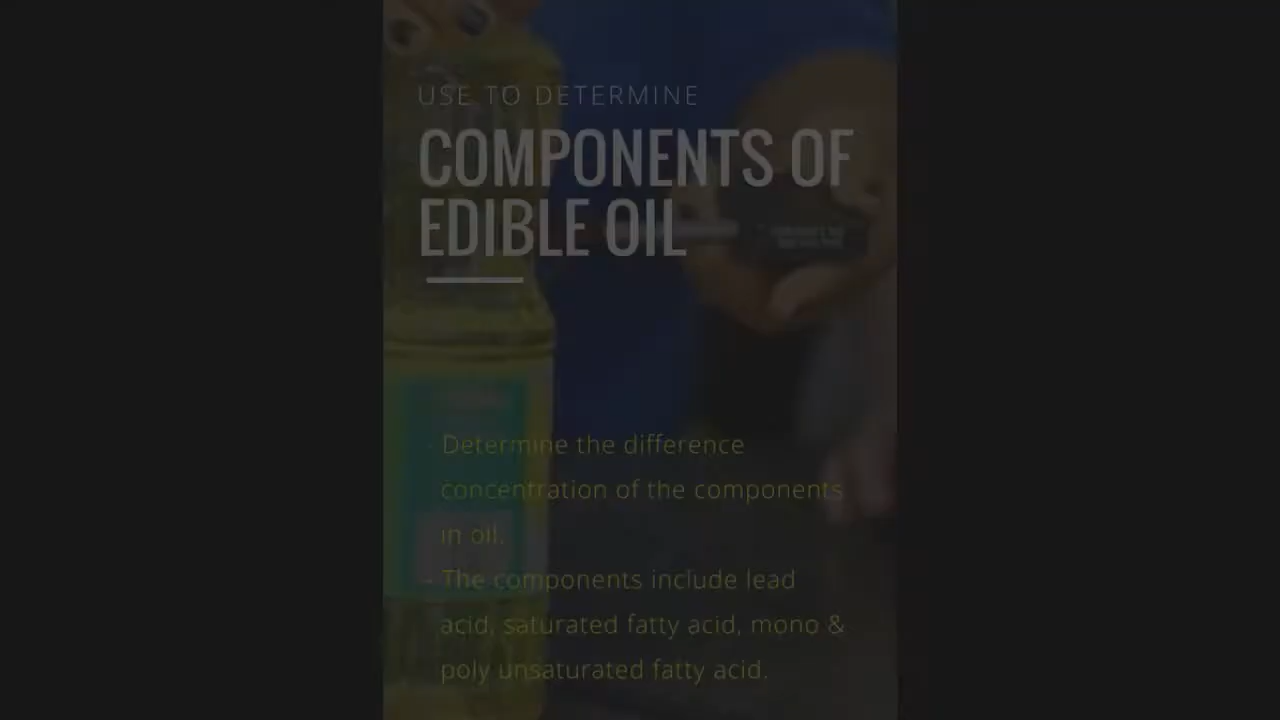 USE TO DETERMINE
COMPONENTS OF
EDIBLE OIL
· Determine the difference
concentration of the components
in oil.
· The components include lead
acid, saturated fatty acid, mono &
poly unsaturated fatty acid.